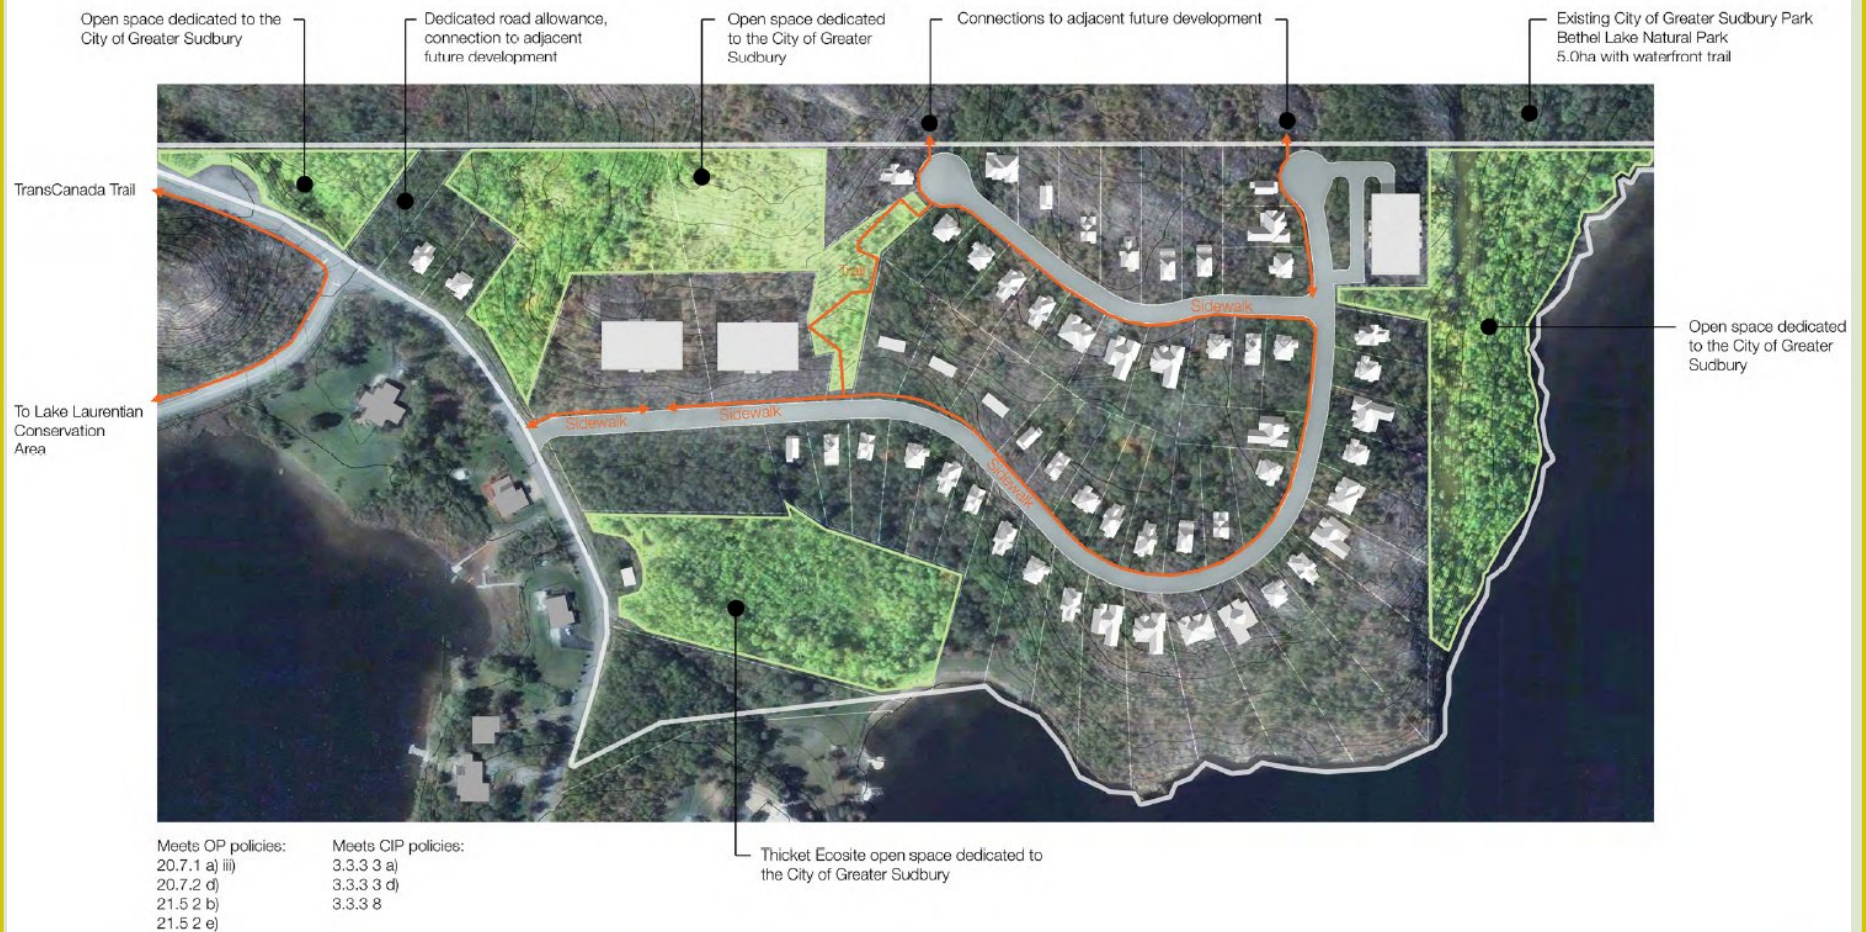 Open space dedicated to the
City of Greater Sudbury
Dedicated road allowance,
connection to adjacent
future development
Open space dedicated
to the City of Greater
Sudbury
Connections to adjacent future development
Existing City of Greater Sudbury Park
Bethel Lake Natural Park
5.0ha with waterfront trail
TransCanada Trail
Trail
Sidewalk
Open space dedicated
to the City of Greater
Sudbury
To Lake Laurentian
Conservation
Area
Sidewalk
Sidewalk
Sidewalk
Meets OP policies:
20.7.1 a) iii)
20.7.2 d)
21.5 2 b)
21.5 2 e)
Meets CIP policies:
3.3.3 3 a)
3.3.3 3 d)
3.3.3 8
Thicket Ecosite open space dedicated to
the City of Greater Sudbury